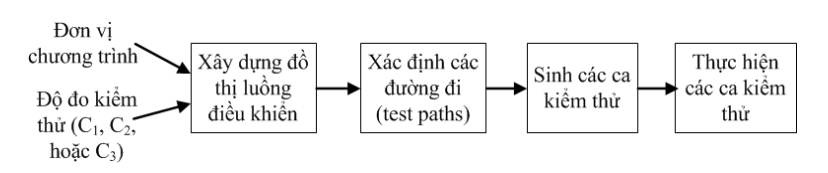 Đơn vị
chương trình
Độ đo kiểm
thử (C₁, C₂,
hoặc C₃)
Xây dựng đồ
thị luồng
điều khiển
Xác định các
đường đi
(test paths)
Sinh các ca
kiểm thử
Thực hiện
các ca kiểm
thử